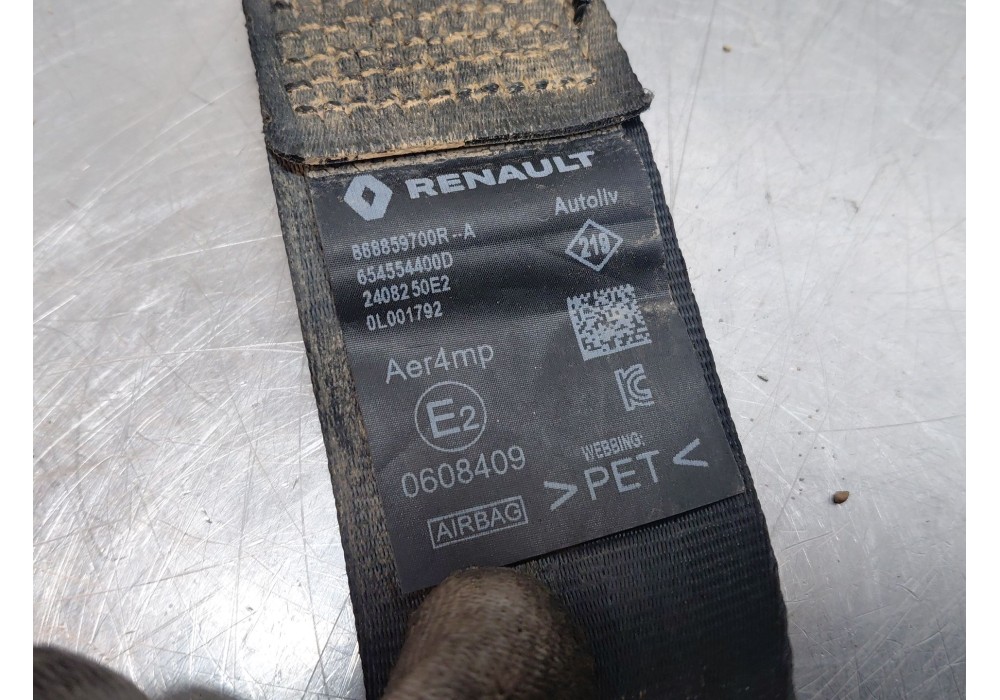 RENAULT
Autoliv
868859700R--A
654554400D
2408250E2
0L001792
219
Aer4mp
E2
0608409
WEBBING:
>PET<
AIRBAG